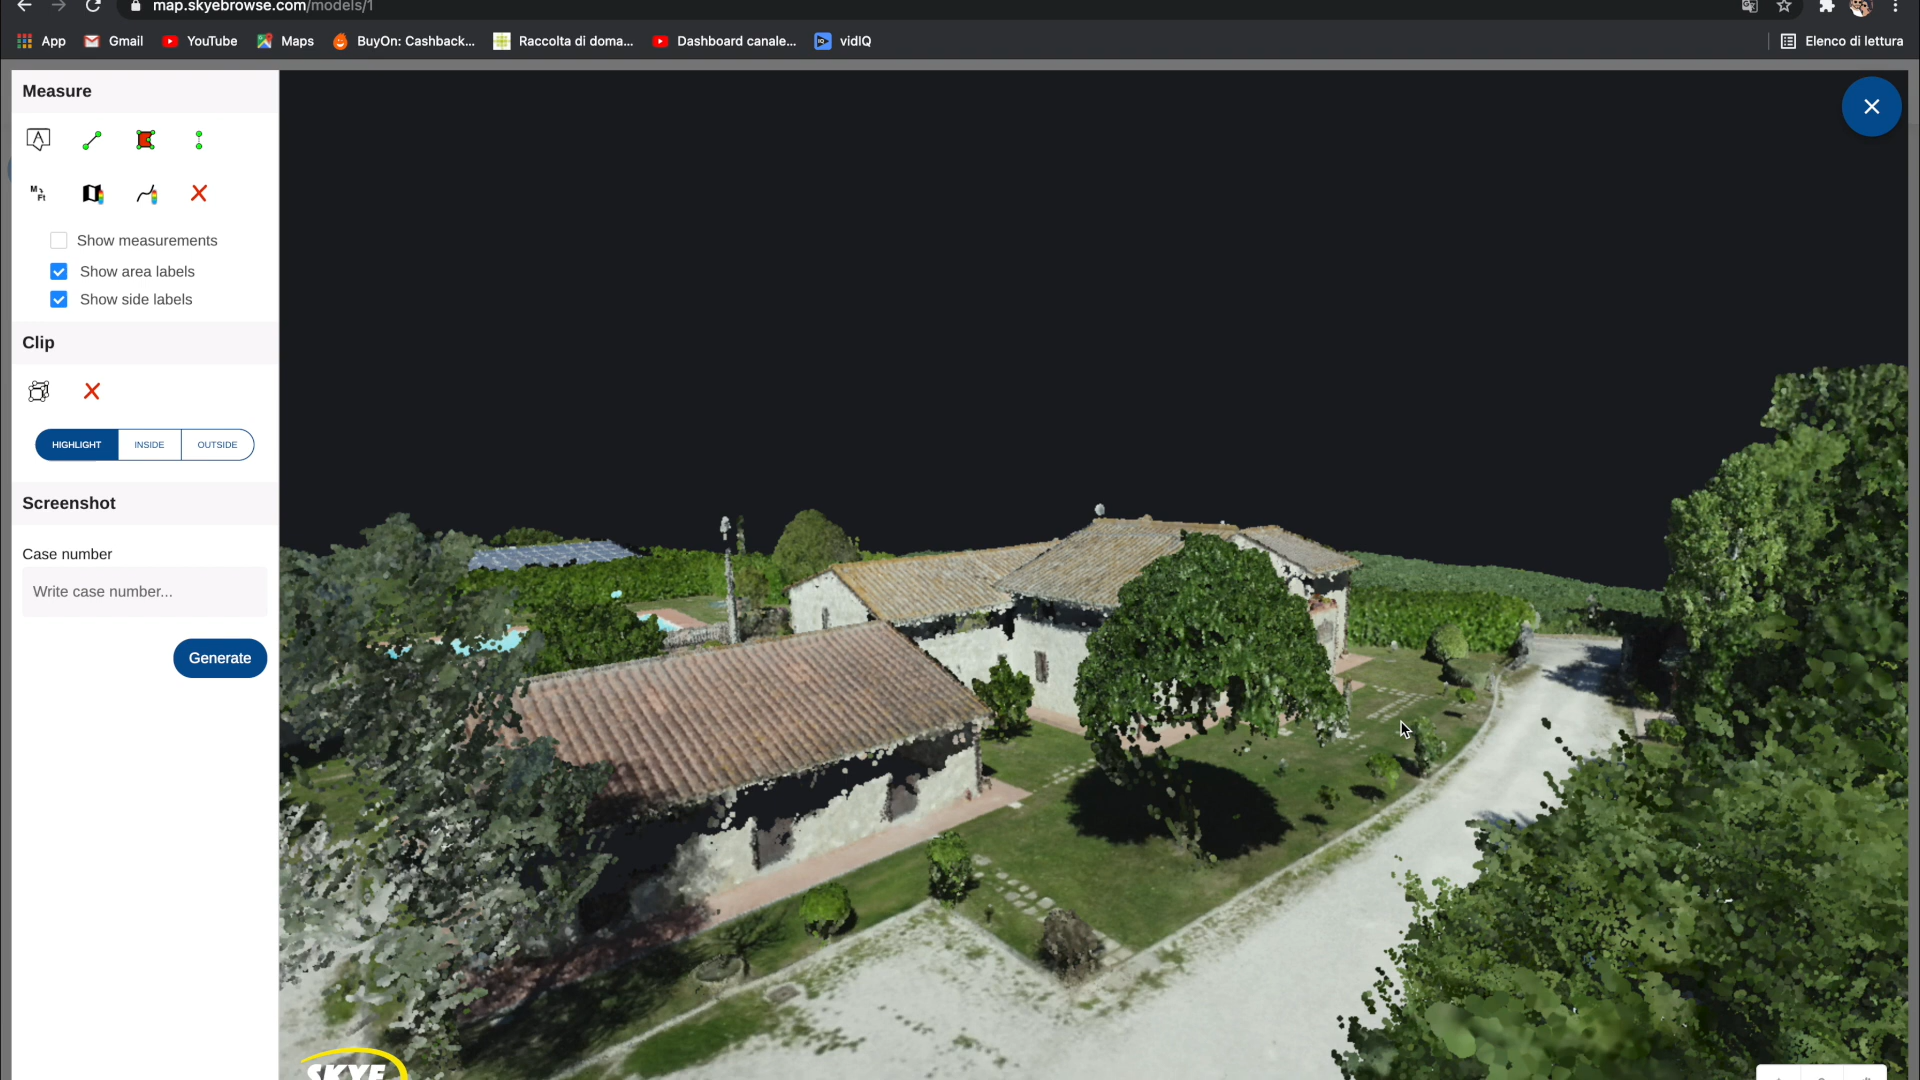 map.skyebrowse.com/models/1
App Gmail YouTube Maps BuyOn: Cashback... Raccolta di doma... Dashboard canale... vidIQ Elenco di lettura
Measure
A
M Ft
Show measurements
Show area labels
Show side labels
Clip
HIGHLIGHT INSIDE OUTSIDE
Screenshot
Case number
Write case number...
Generate
SKYE